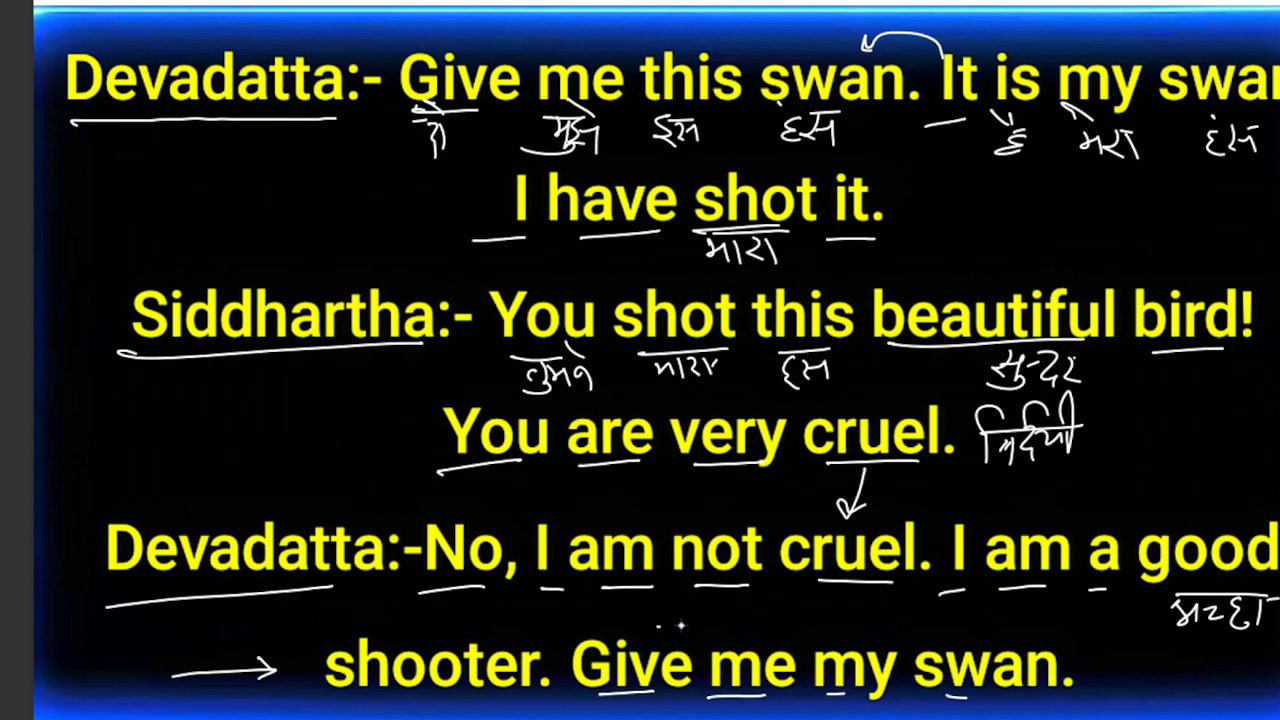 Devadatta:- Give me this swan. It is my swan
दो मुझे इस हंस है मेरा हंस
I have shot it.
मारा
Siddhartha:- You shot this beautiful bird!
तुमने मारा इस सुन्दर
You are very cruel. निर्दयी
Devadatta:-No, I am not cruel. I am a good
अच्छा
shooter. Give me my swan.